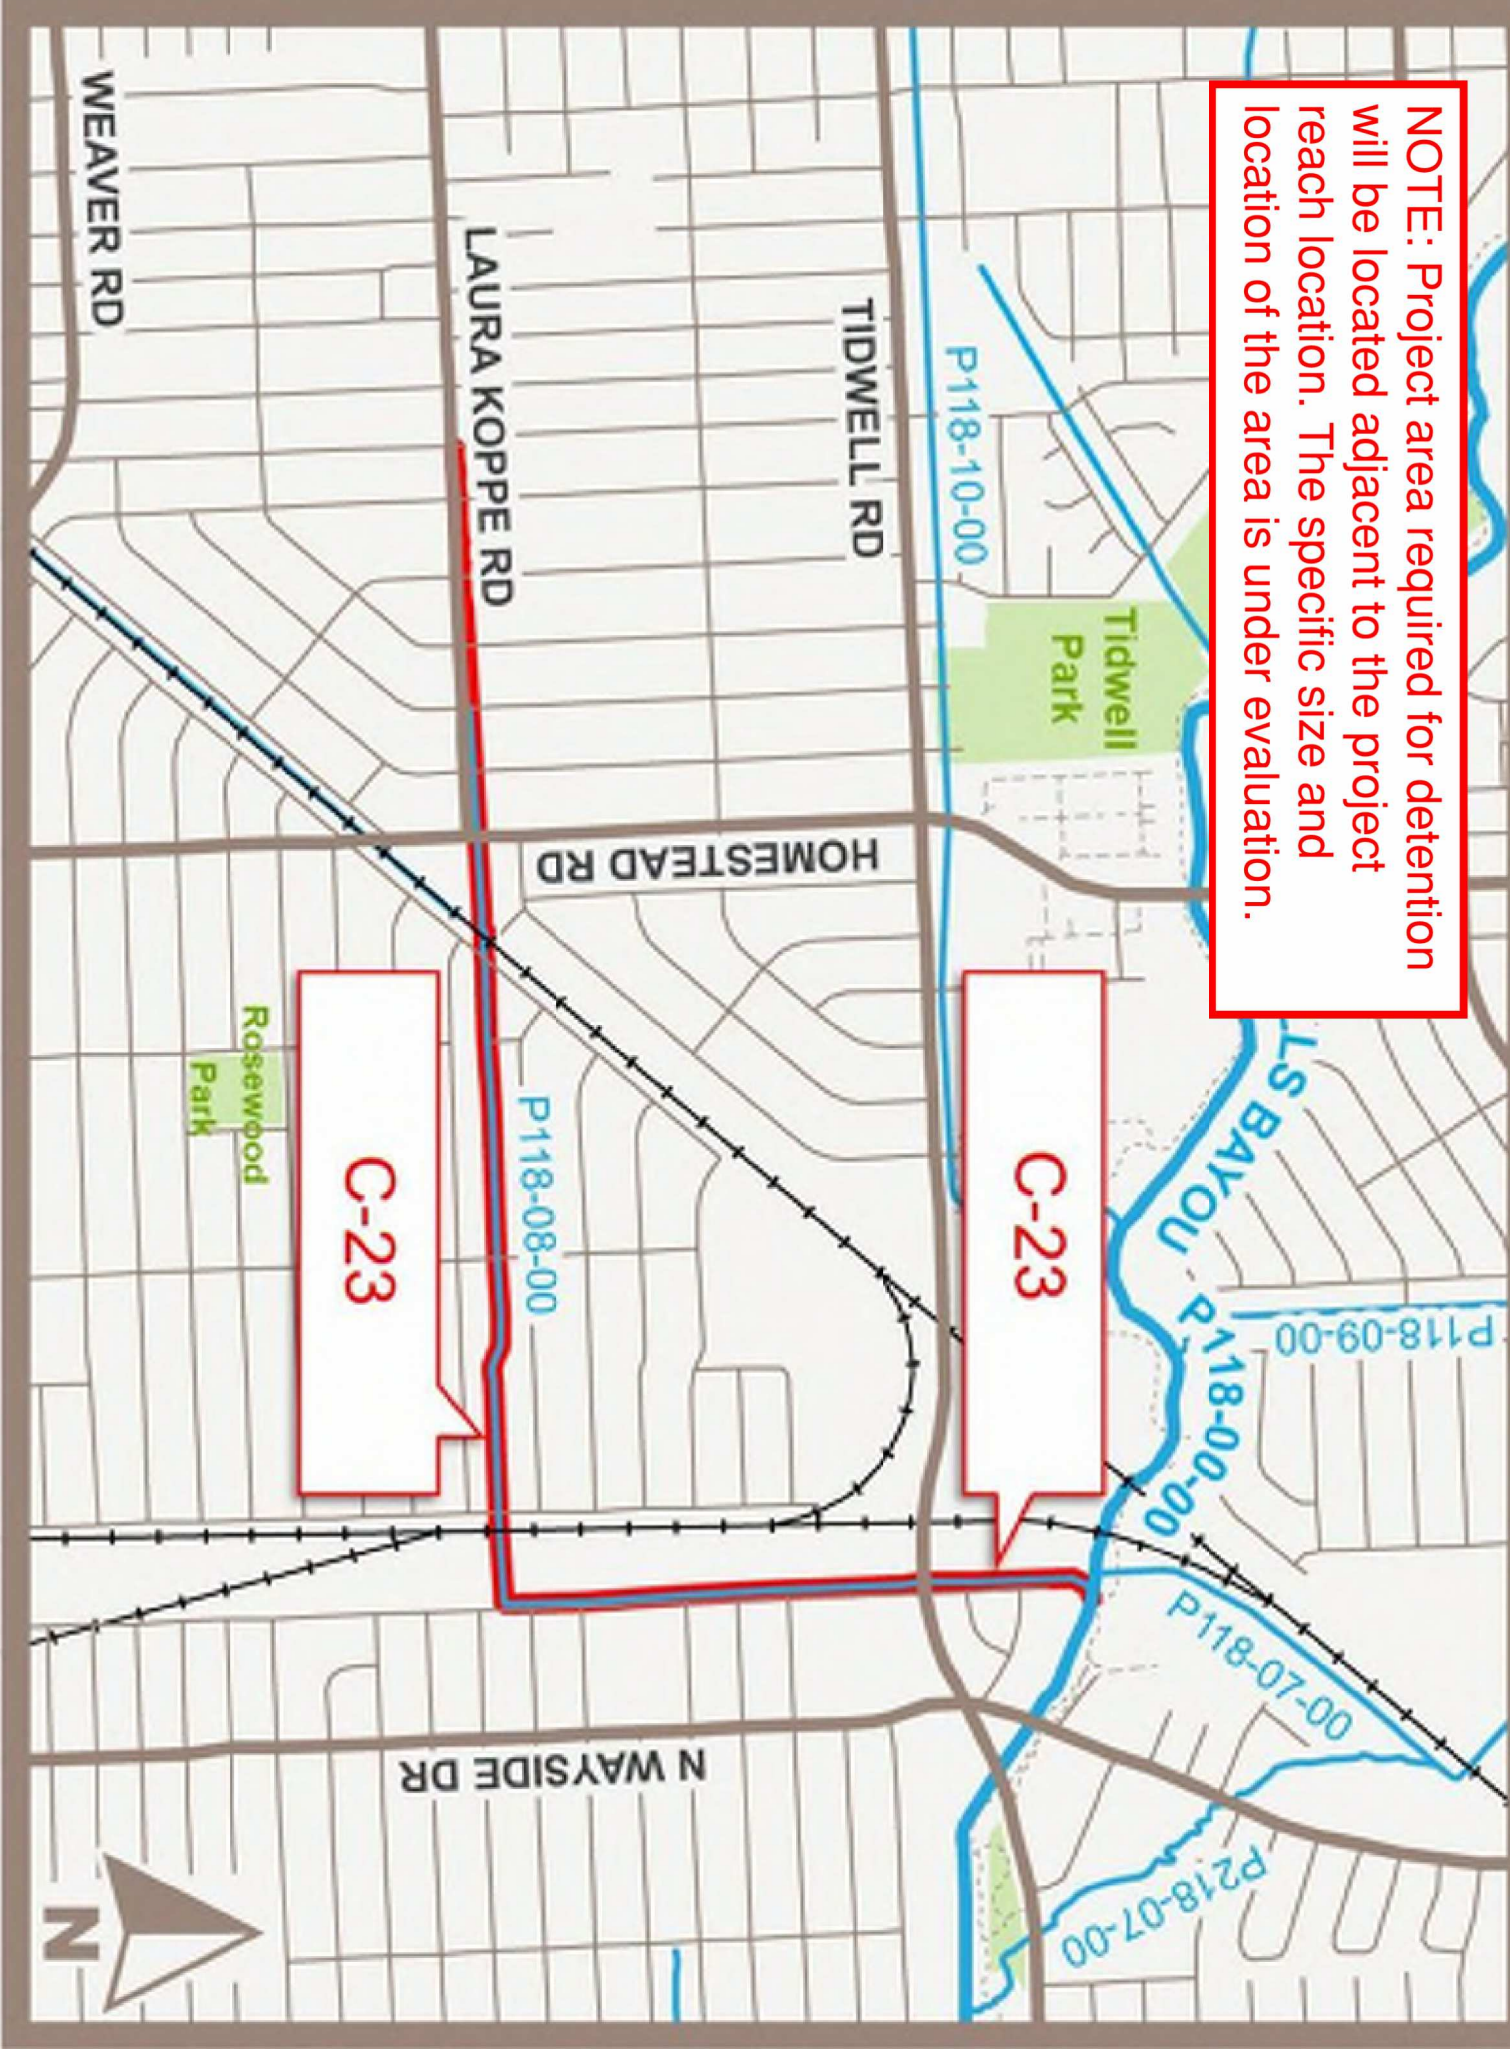 NOTE: Project area required for detention
will be located adjacent to the project
reach location. The specific size and
location of the area is under evaluation.
LS BAYOU
P118-00-00
P118-09-00
P118-07-00
P218-07-00
Tidwell
Park
P118-10-00
TIDWELL RD
C-23
HOMESTEAD RD
LAURA KOPPE RD
P118-08-00
N WAYSIDE DR
C-23
Rosewood
Park
WEAVER RD
N